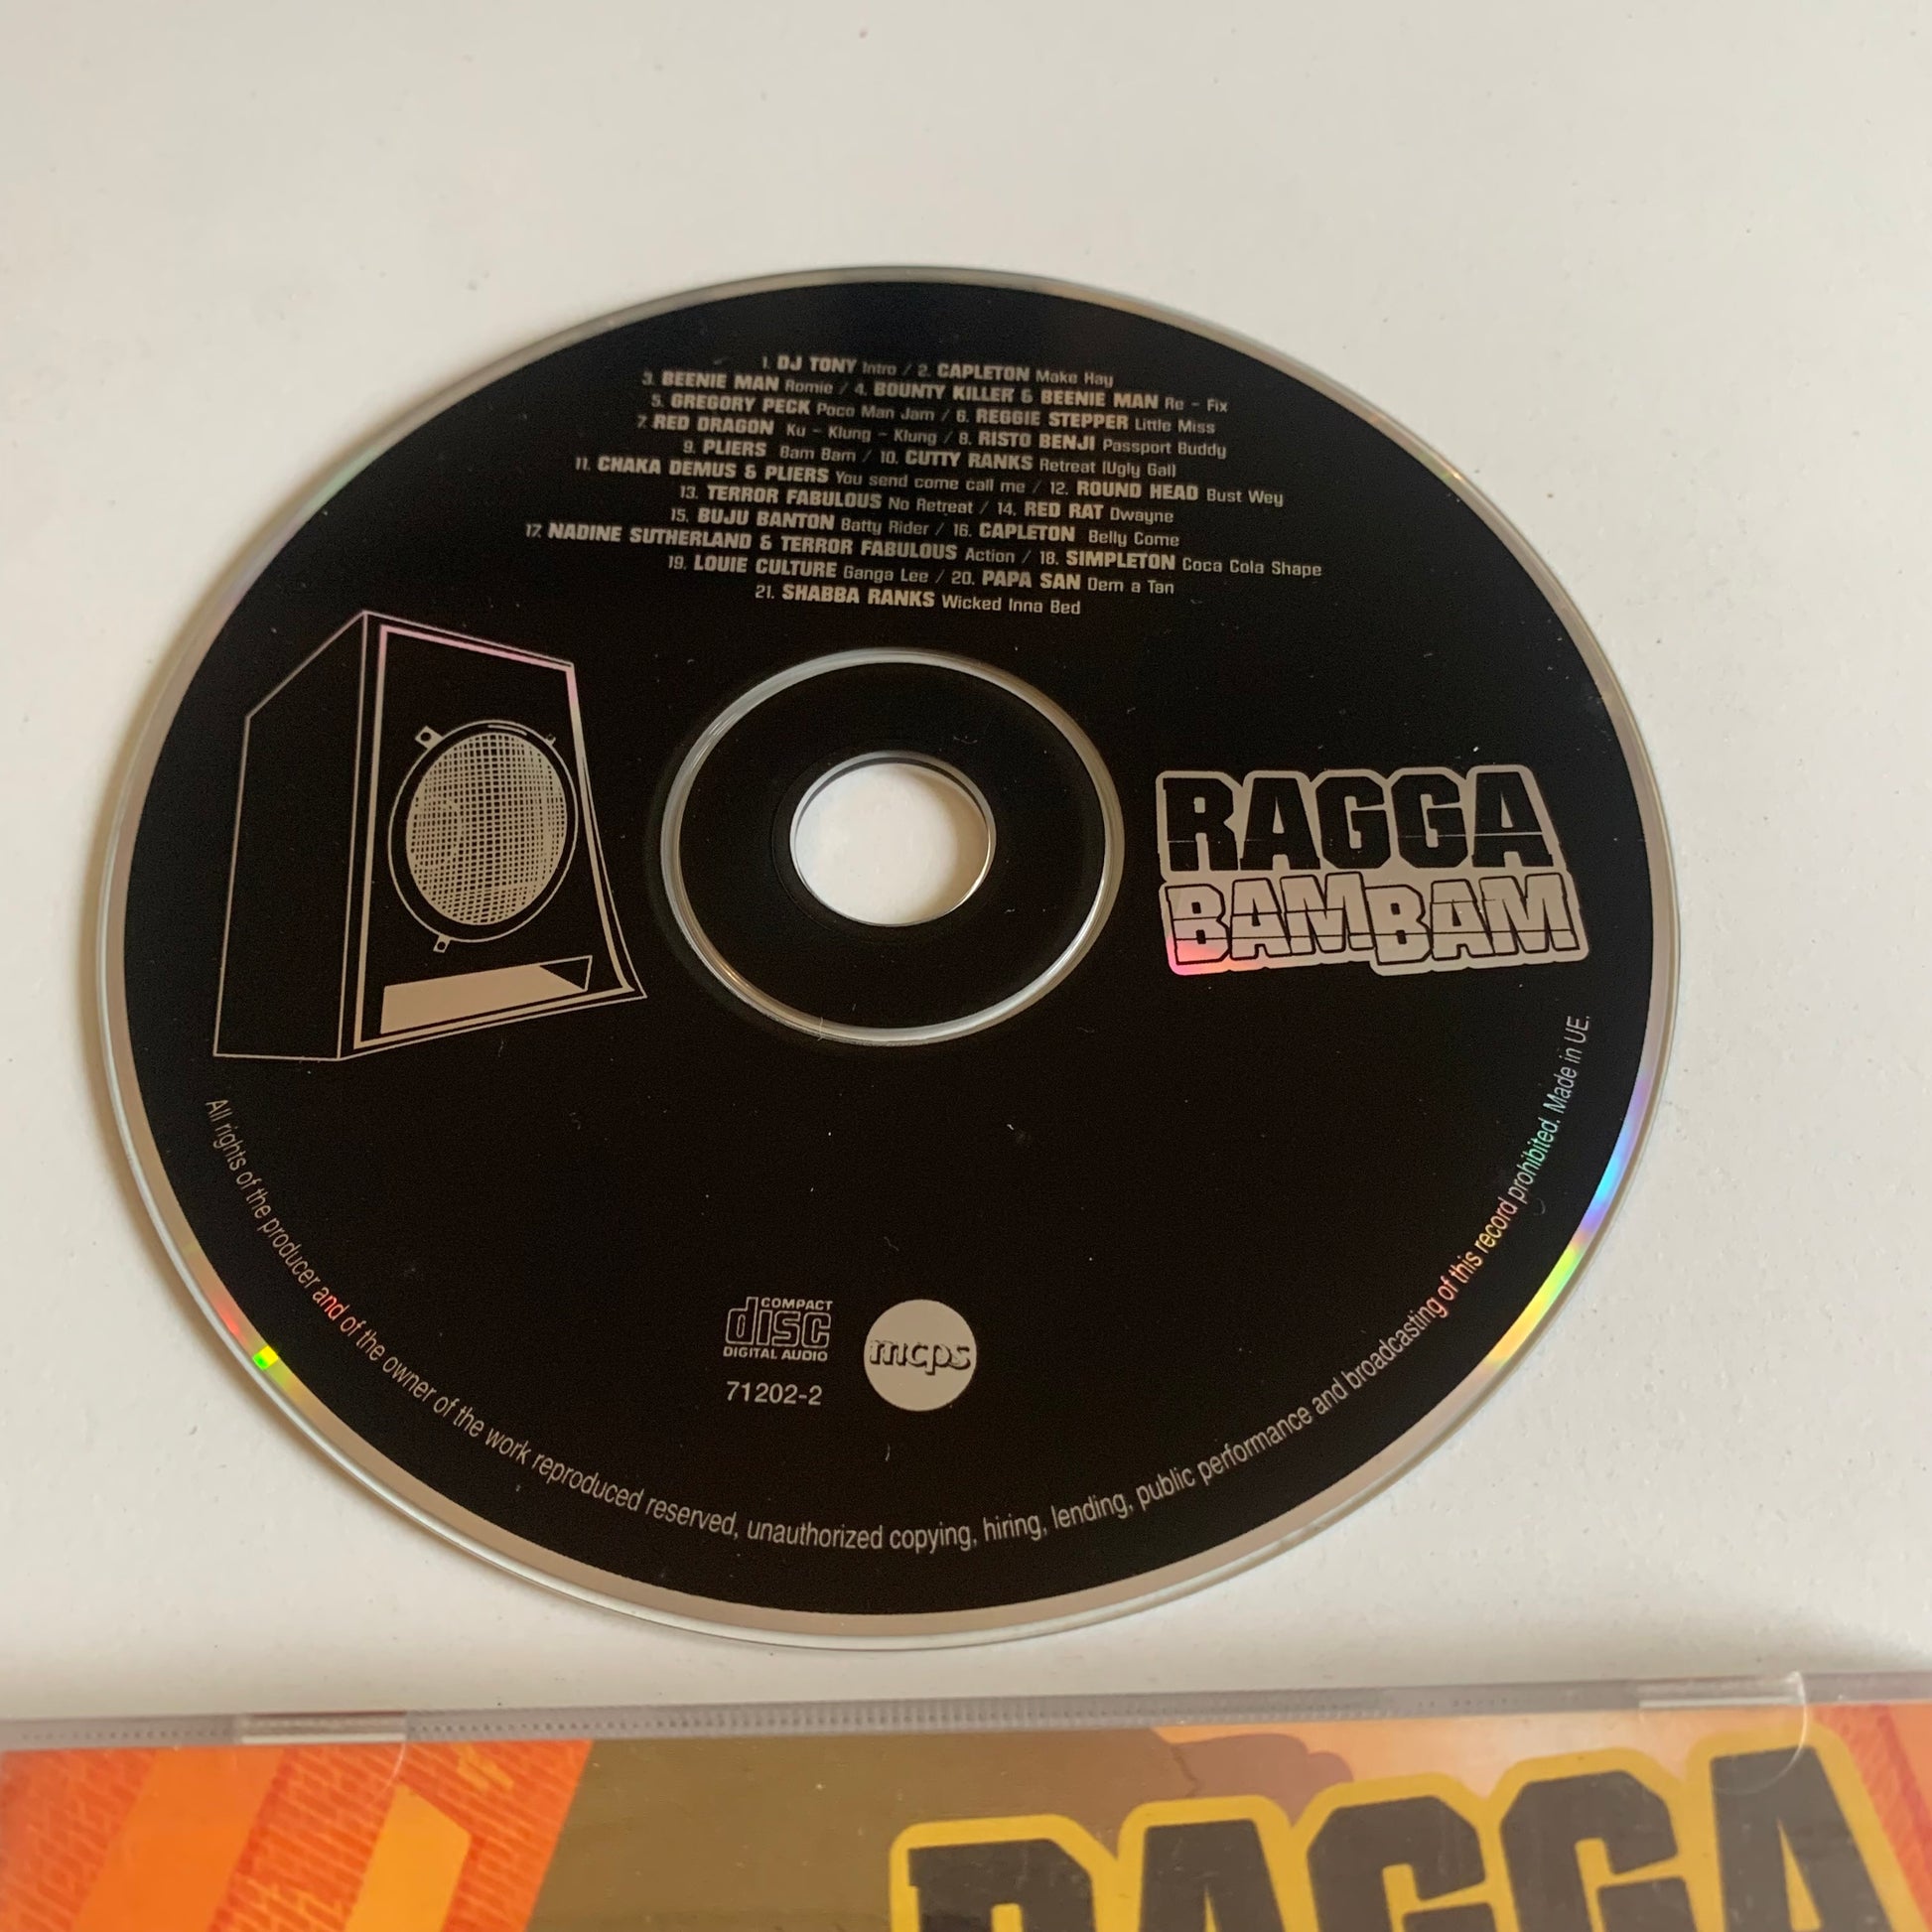 1. DJ TONY Intro / 2. CAPLETON Make Hay
3. BEENIE MAN Romie / 4. BOUNTY KILLER & BEENIE MAN Re - Fix
5. GREGORY PECK Poco Man Jam / 6. REGGIE STEPPER Little Miss
7. RED DRAGON Ku - Klung - Klung / 8. RISTO BENJI Passport Buddy
9. PLIERS Bam Bam / 10. CUTTY RANKS Retreat (Ugly Gal)
11. CHAKA DEMUS & PLIERS You send come call me / 12. ROUND HEAD Bust Wey
13. TERROR FABULOUS No Retreat / 14. RED RAT Dwayne
15. BUJU BANTON Batty Rider / 16. CAPLETON Belly Come
17. NADINE SUTHERLAND & TERROR FABULOUS Action / 18. SIMPLETON Coca Cola Shape
19. LOUIE CULTURE Ganga Lee / 20. PAPA SAN Dem a Tan
21. SHABBA RANKS Wicked Inna Bed
RAGGA
BAMBAM
COMPACT
disc
DIGITAL AUDIO
mcps
71202-2
All rights of the producer and of the owner of the work reproduced reserved, unauthorized copying, hiring, lending, public performance and broadcasting of this record prohibited. Made in UE.
RAGGA